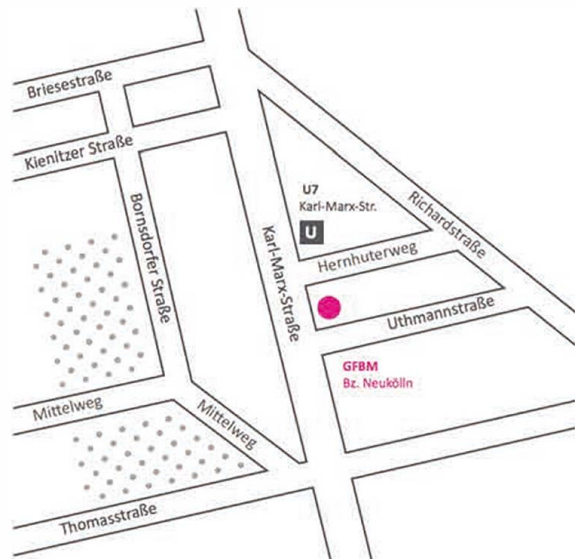 Briesestraße
Kienitzer Straße
Bornsdorfer Straße
U7
Karl-Marx-Str.
U
Richardstraße
Karl-Marx-Straße
Hernhuterweg
Uthmannstraße
GFBM
Bz. Neukölln
Mittelweg
Mittelweg
Thomasstraße